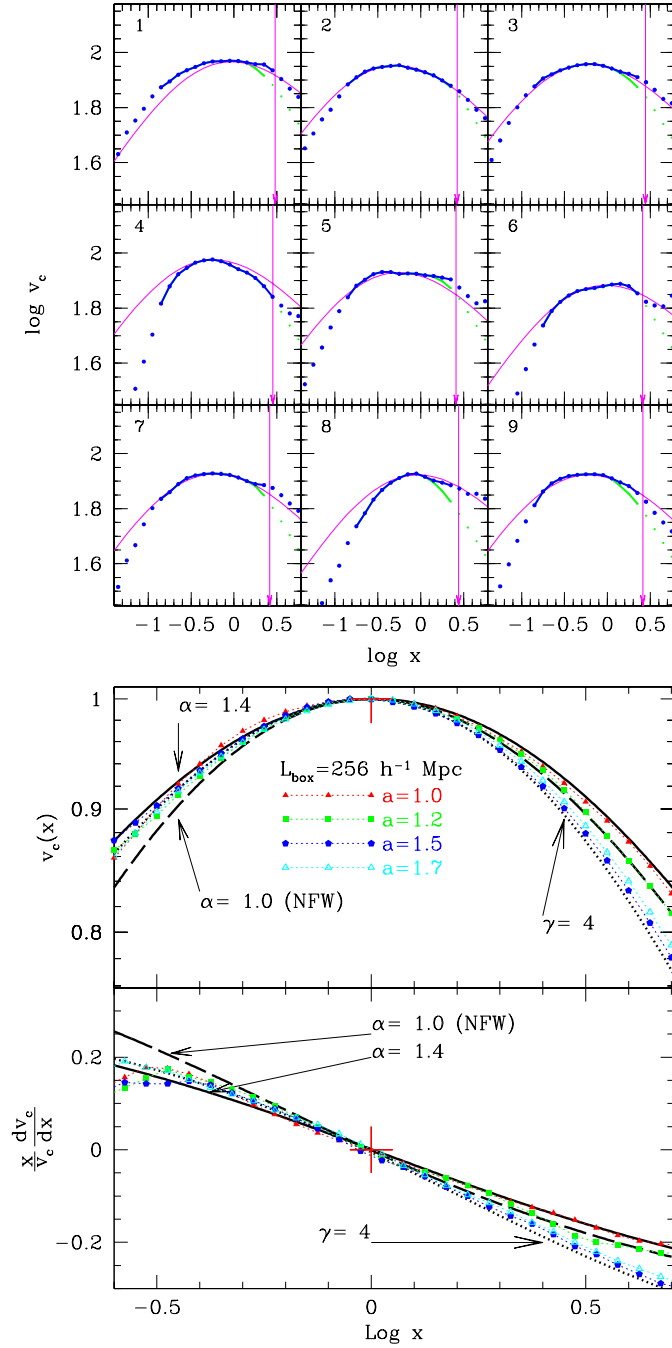 1 2 3
2
1.8
1.6
4 5 6
2
1.8
1.6
log v_c
7 8 9
2
1.8
1.6
−1 −0.5 0 0.5 −1 −0.5 0 0.5 −1 −0.5 0 0.5
log x
1
0.9
0.8
v_c(x)
α= 1.4
L_box=256 h⁻¹ Mpc
a=1.0
a=1.2
a=1.5
a=1.7
α= 1.0 (NFW)
γ= 4
α= 1.0 (NFW)
α= 1.4
0.2
0
−0.2
x/v_c dv_c/dx
γ= 4
−0.5 0 0.5
Log x